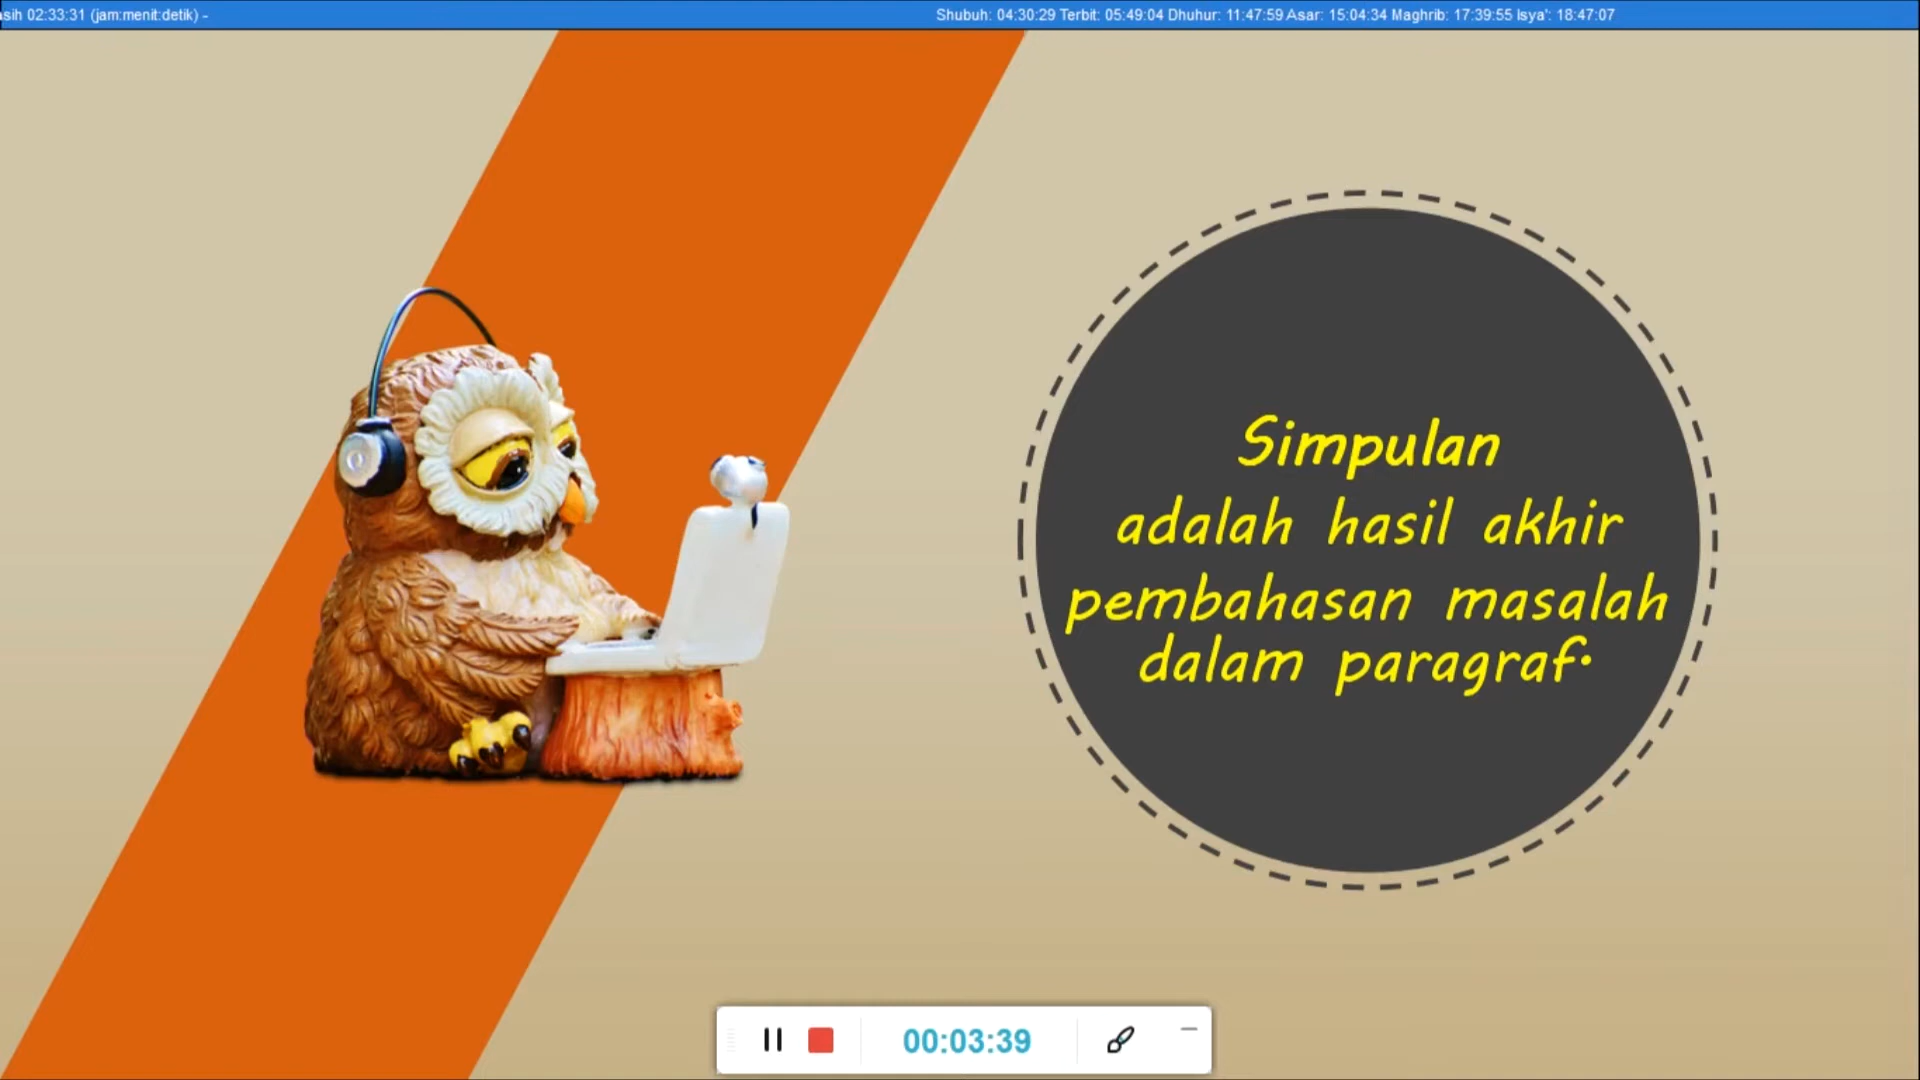 02:33:31 (jam:menit:detik) -
Shubuh: 04:30:29 Terbit: 05:49:04 Dhuhur: 11:47:59 Asar: 15:04:34 Maghrib: 17:39:55 Isya': 18:47:07
Simpulan
adalah hasil akhir
pembahasan masalah
dalam paragraf.
00:03:39